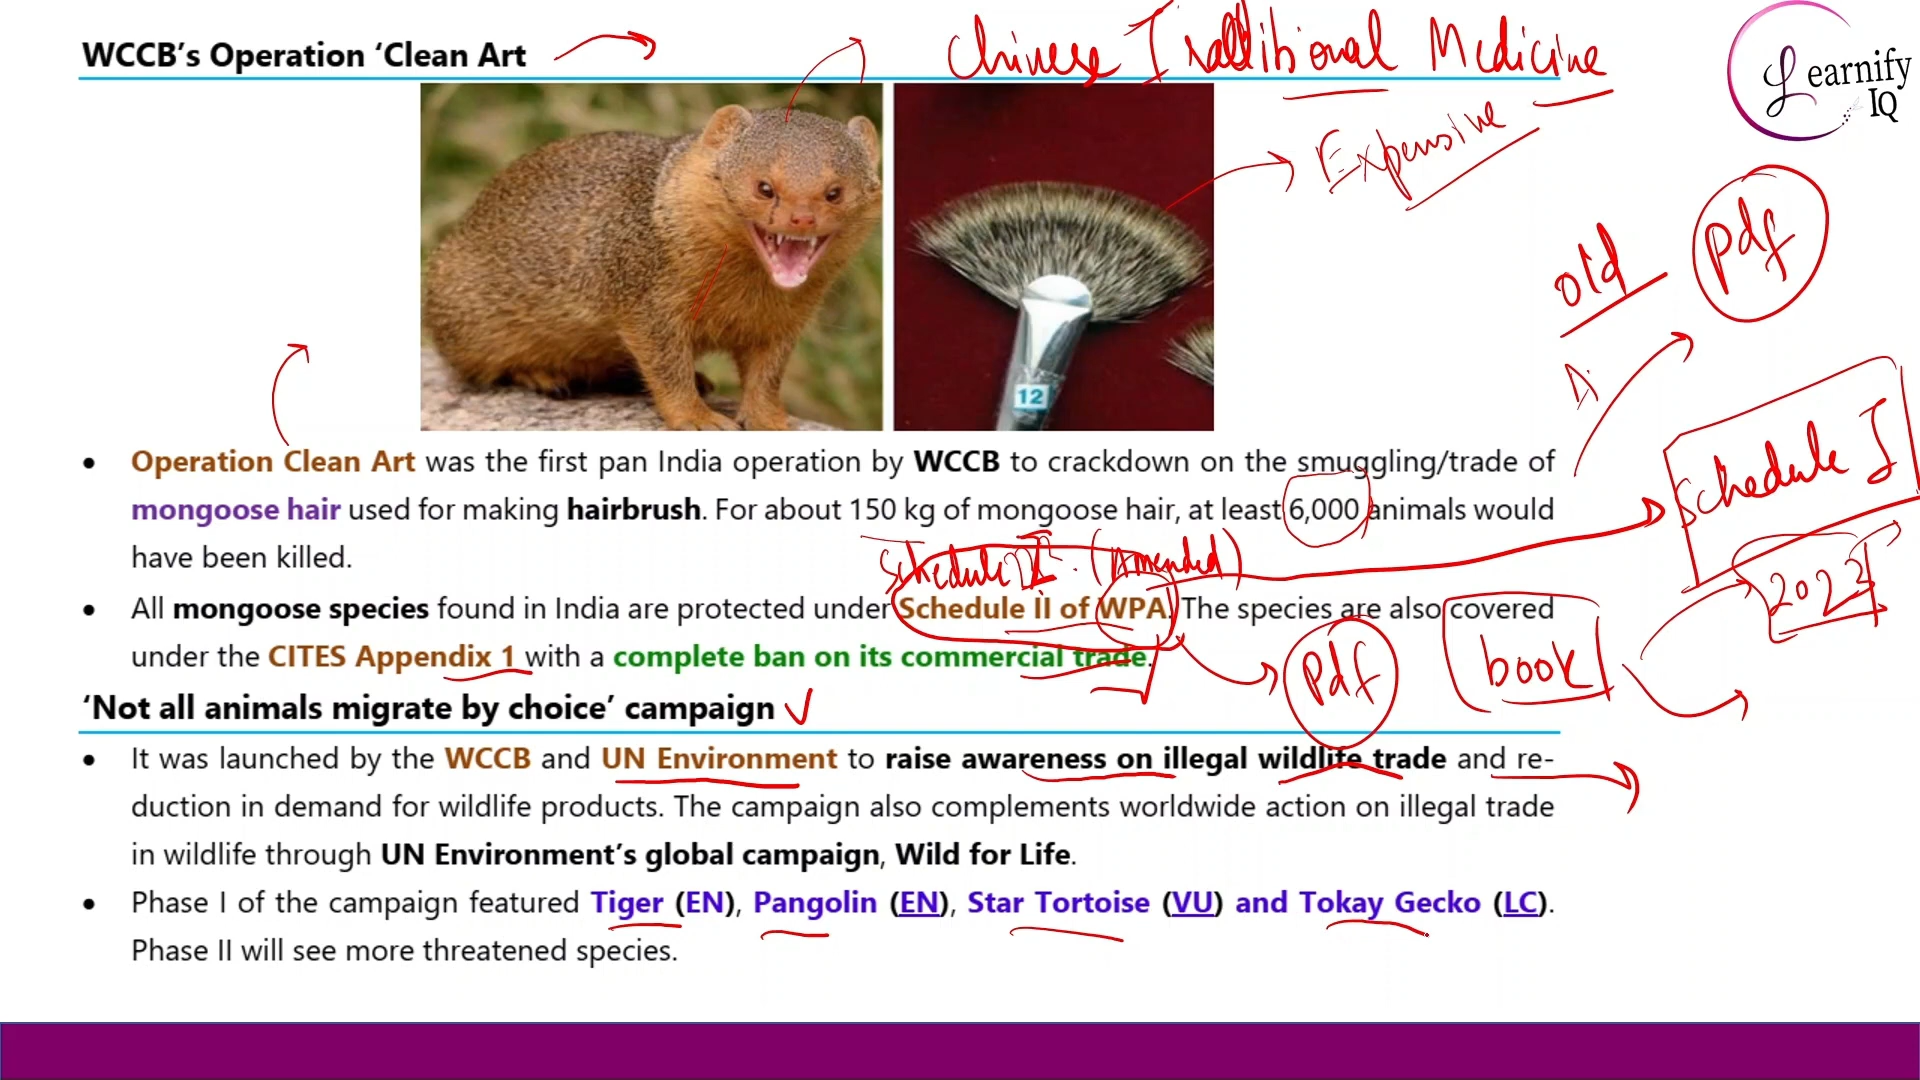 WCCB's Operation 'Clean Art
Chinese Traditional Medicine
Learnify
IQ
Expensive
old
pdf
12
Schedule I
2022
• Operation Clean Art was the first pan India operation by WCCB to crackdown on the smuggling/trade of
mongoose hair used for making hairbrush. For about 150 kg of mongoose hair, at least 6,000 animals would
have been killed.
Schedule (Amended)
• All mongoose species found in India are protected under Schedule II of WPA. The species are also covered
under the CITES Appendix 1 with a complete ban on its commercial trade.
pdf
book
'Not all animals migrate by choice' campaign
• It was launched by the WCCB and UN Environment to raise awareness on illegal wildlife trade and re-
duction in demand for wildlife products. The campaign also complements worldwide action on illegal trade
in wildlife through UN Environment's global campaign, Wild for Life.
• Phase I of the campaign featured Tiger (EN), Pangolin (EN), Star Tortoise (VU) and Tokay Gecko (LC).
Phase II will see more threatened species.